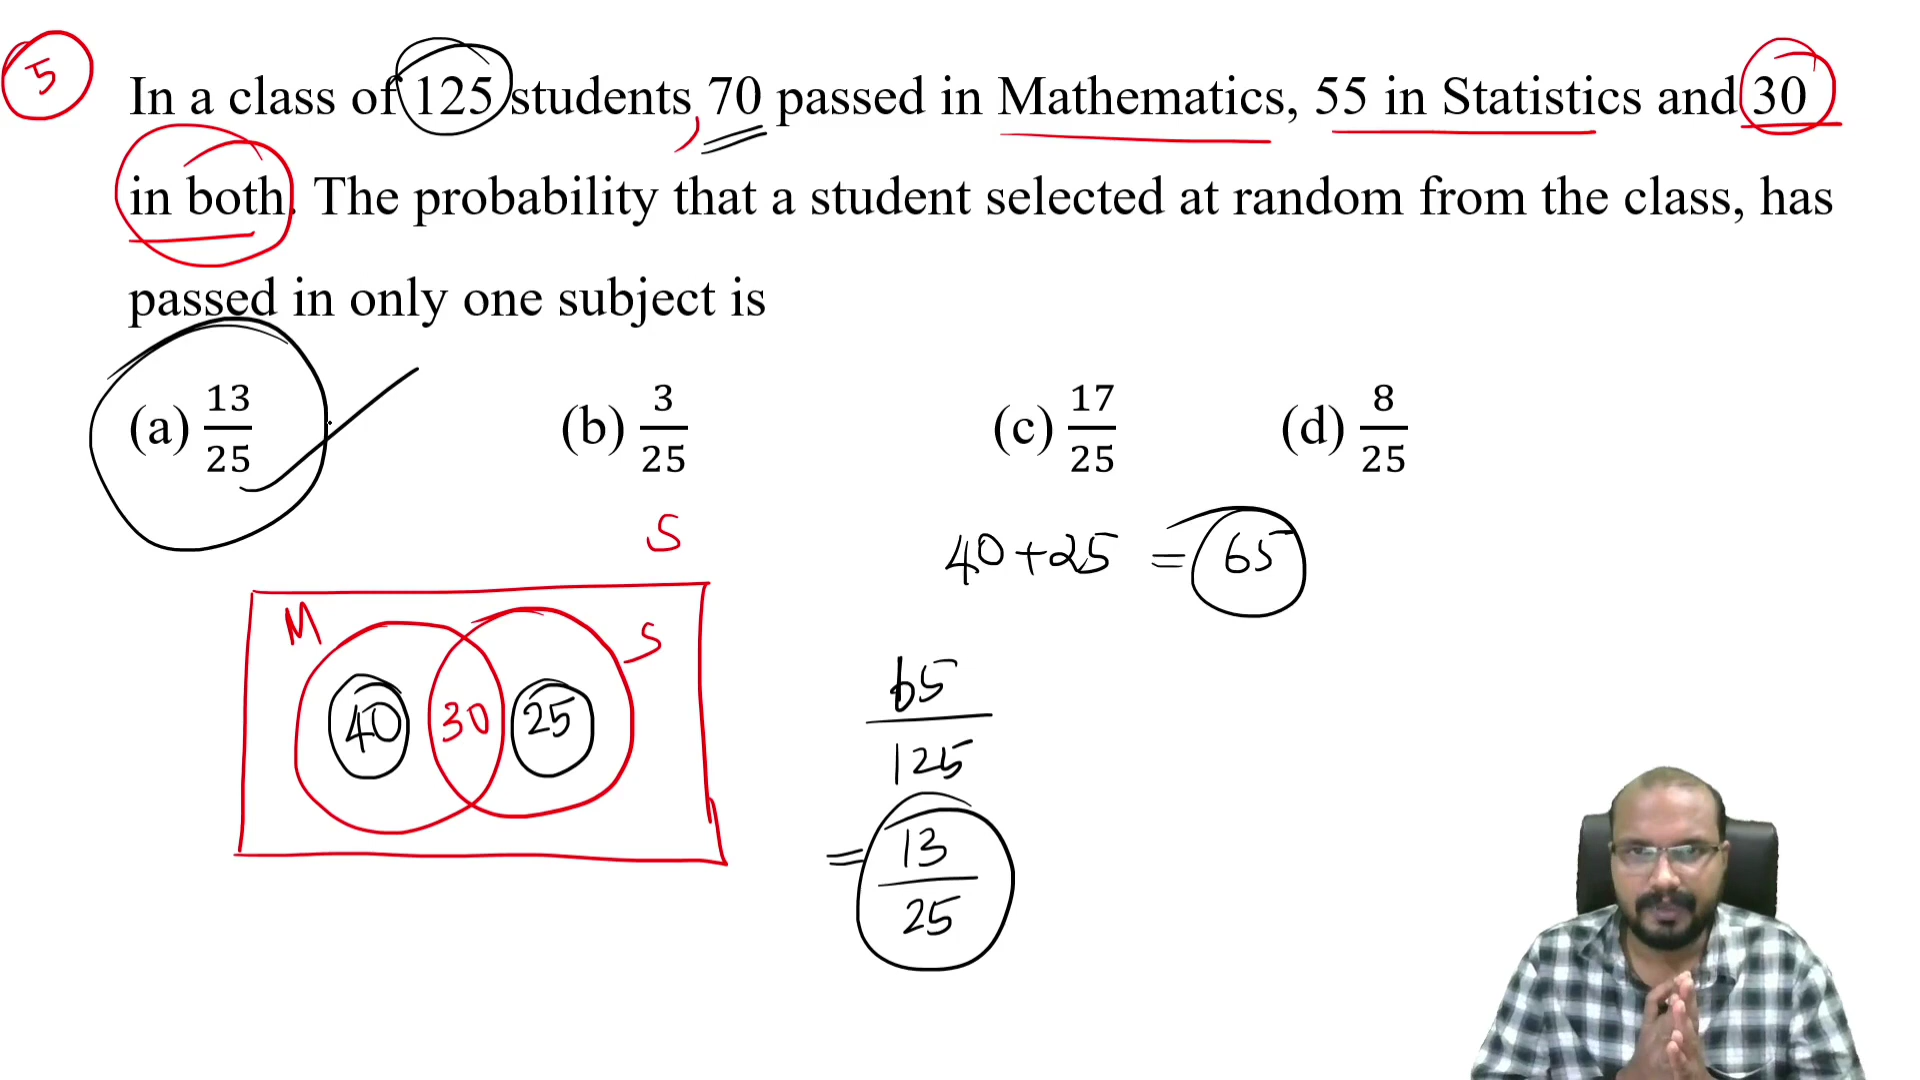 5
In a class of 125 students, 70 passed in Mathematics, 55 in Statistics and 30
in both. The probability that a student selected at random from the class, has
passed in only one subject is
(a) 13/25 (b) 3/25 (c) 17/25 (d) 8/25
S
40+25 = 65
M S
40 30 25
65
125
= 13
25